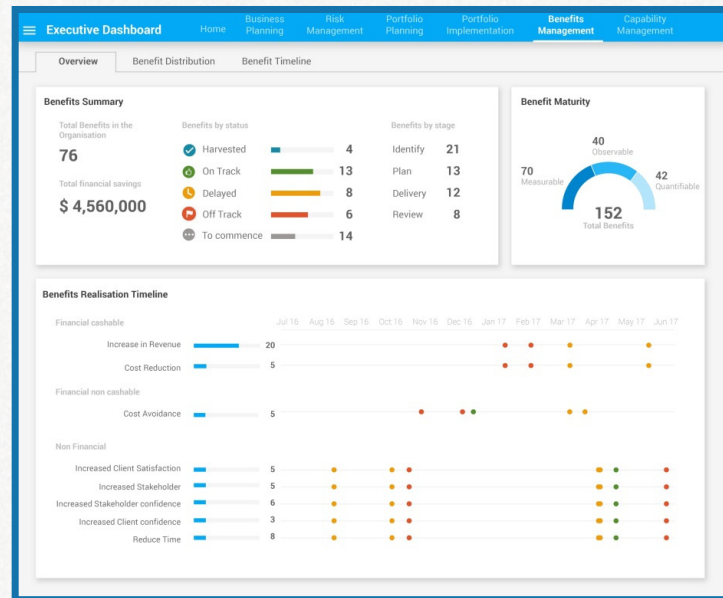 Executive Dashboard
Home
Business Planning
Risk Management
Portfolio Planning
Portfolio Implementation
Benefits Management
Capability Management
Overview
Benefit Distribution
Benefit Timeline
Benefits Summary
Total Benefits in the
Organisation
76
Total financial savings
$ 4,560,000
Benefits by status
Harvested 4
On Track 13
Delayed 8
Off Track 6
To commence 14
Benefits by stage
Identify 21
Plan 13
Delivery 12
Review 8
Benefit Maturity
40
Observable
70
Measurable
42
Quantifiable
152
Total Benefits
Benefits Realisation Timeline
Financial cashable
Jul 16 Aug 16 Sep 16 Oct 16 Nov 16 Dec 16 Jan 17 Feb 17 Mar 17 Apr 17 May 17 Jun 17
Increase in Revenue 20
Cost Reduction 5
Financial non cashable
Cost Avoidance 5
Non Financial
Increased Client Satisfaction 5
Increased Stakeholder 5
Increased Stakeholder confidence 6
Increased Client confidence 3
Reduce Time 8